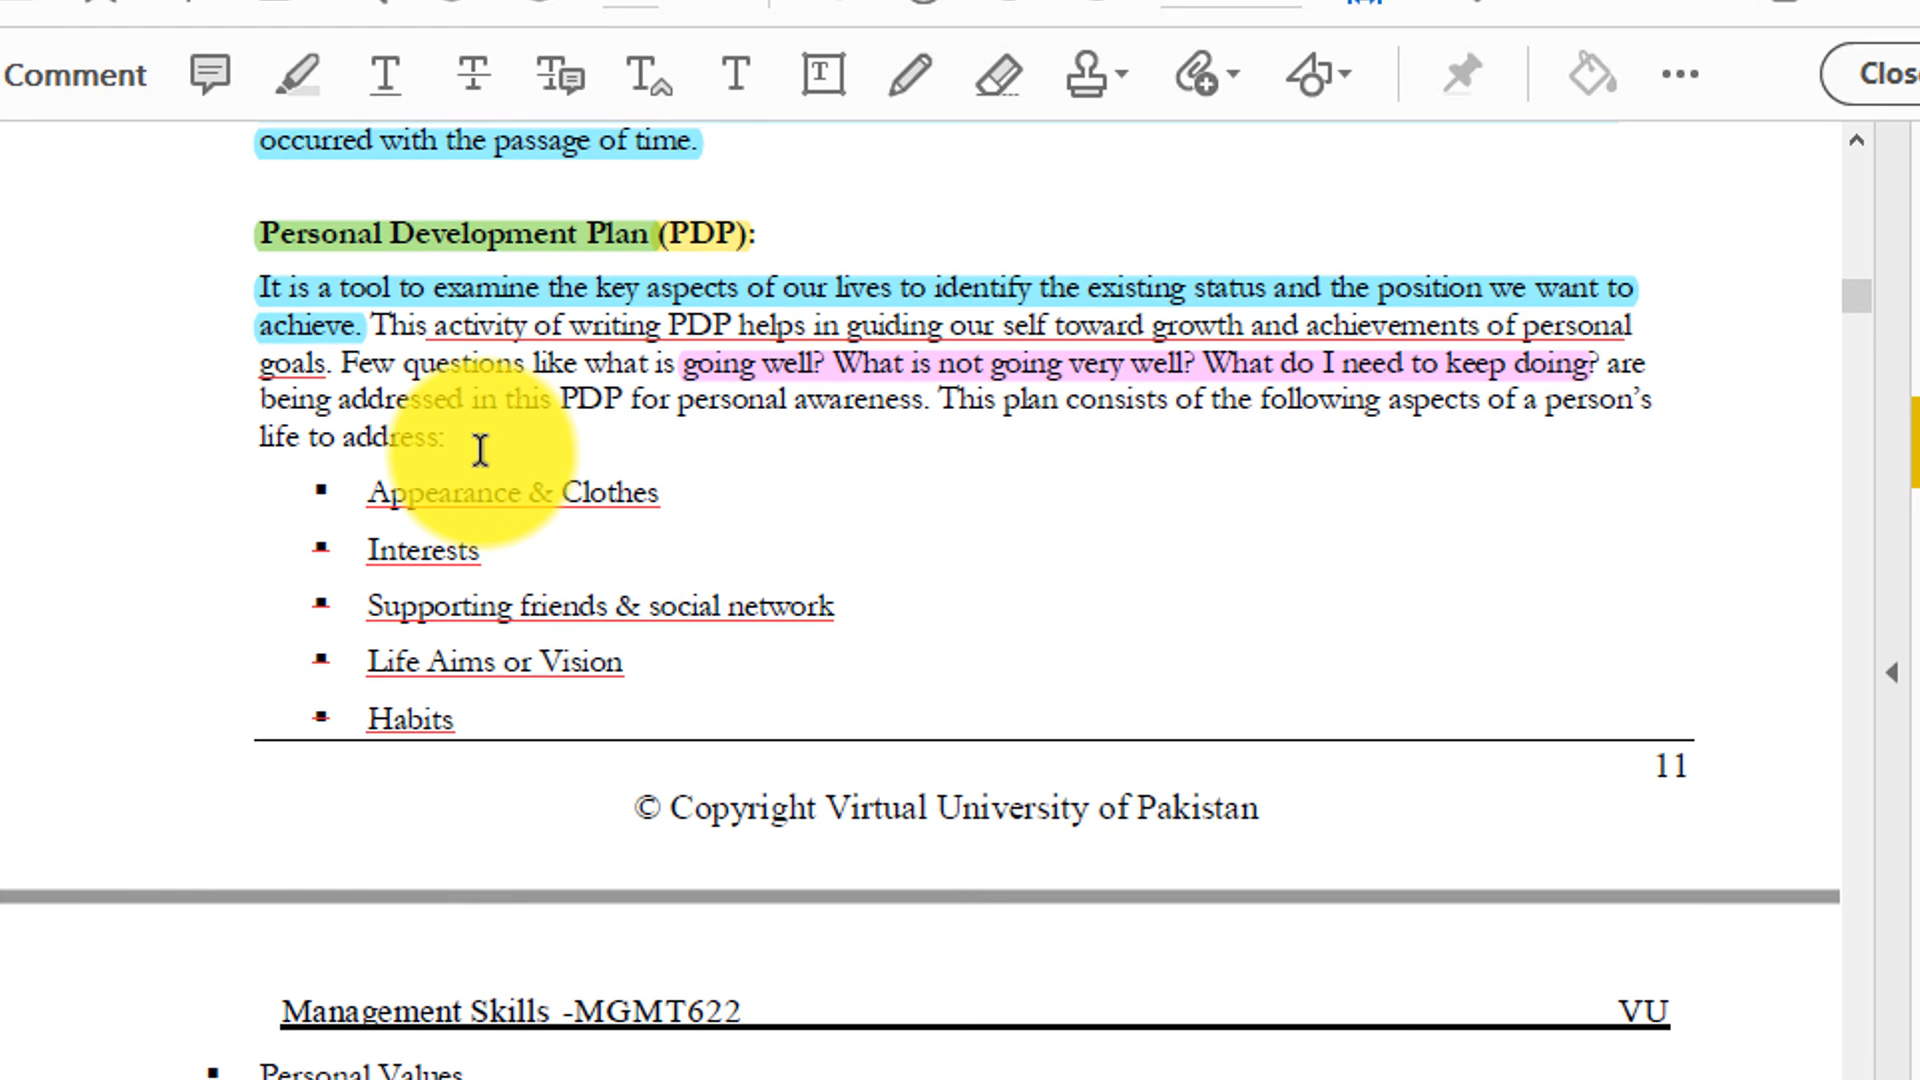 Comment
Clos
occurred with the passage of time.
Personal Development Plan (PDP):
It is a tool to examine the key aspects of our lives to identify the existing status and the position we want to
achieve. This activity of writing PDP helps in guiding our self toward growth and achievements of personal
goals. Few questions like what is going well? What is not going very well? What do I need to keep doing? are
being addressed in this PDP for personal awareness. This plan consists of the following aspects of a person’s
life to address:
▪ Appearance & Clothes
▪ Interests
▪ Supporting friends & social network
▪ Life Aims or Vision
▪ Habits
11
© Copyright Virtual University of Pakistan
Management Skills -MGMT622 VU
▪ Personal Values